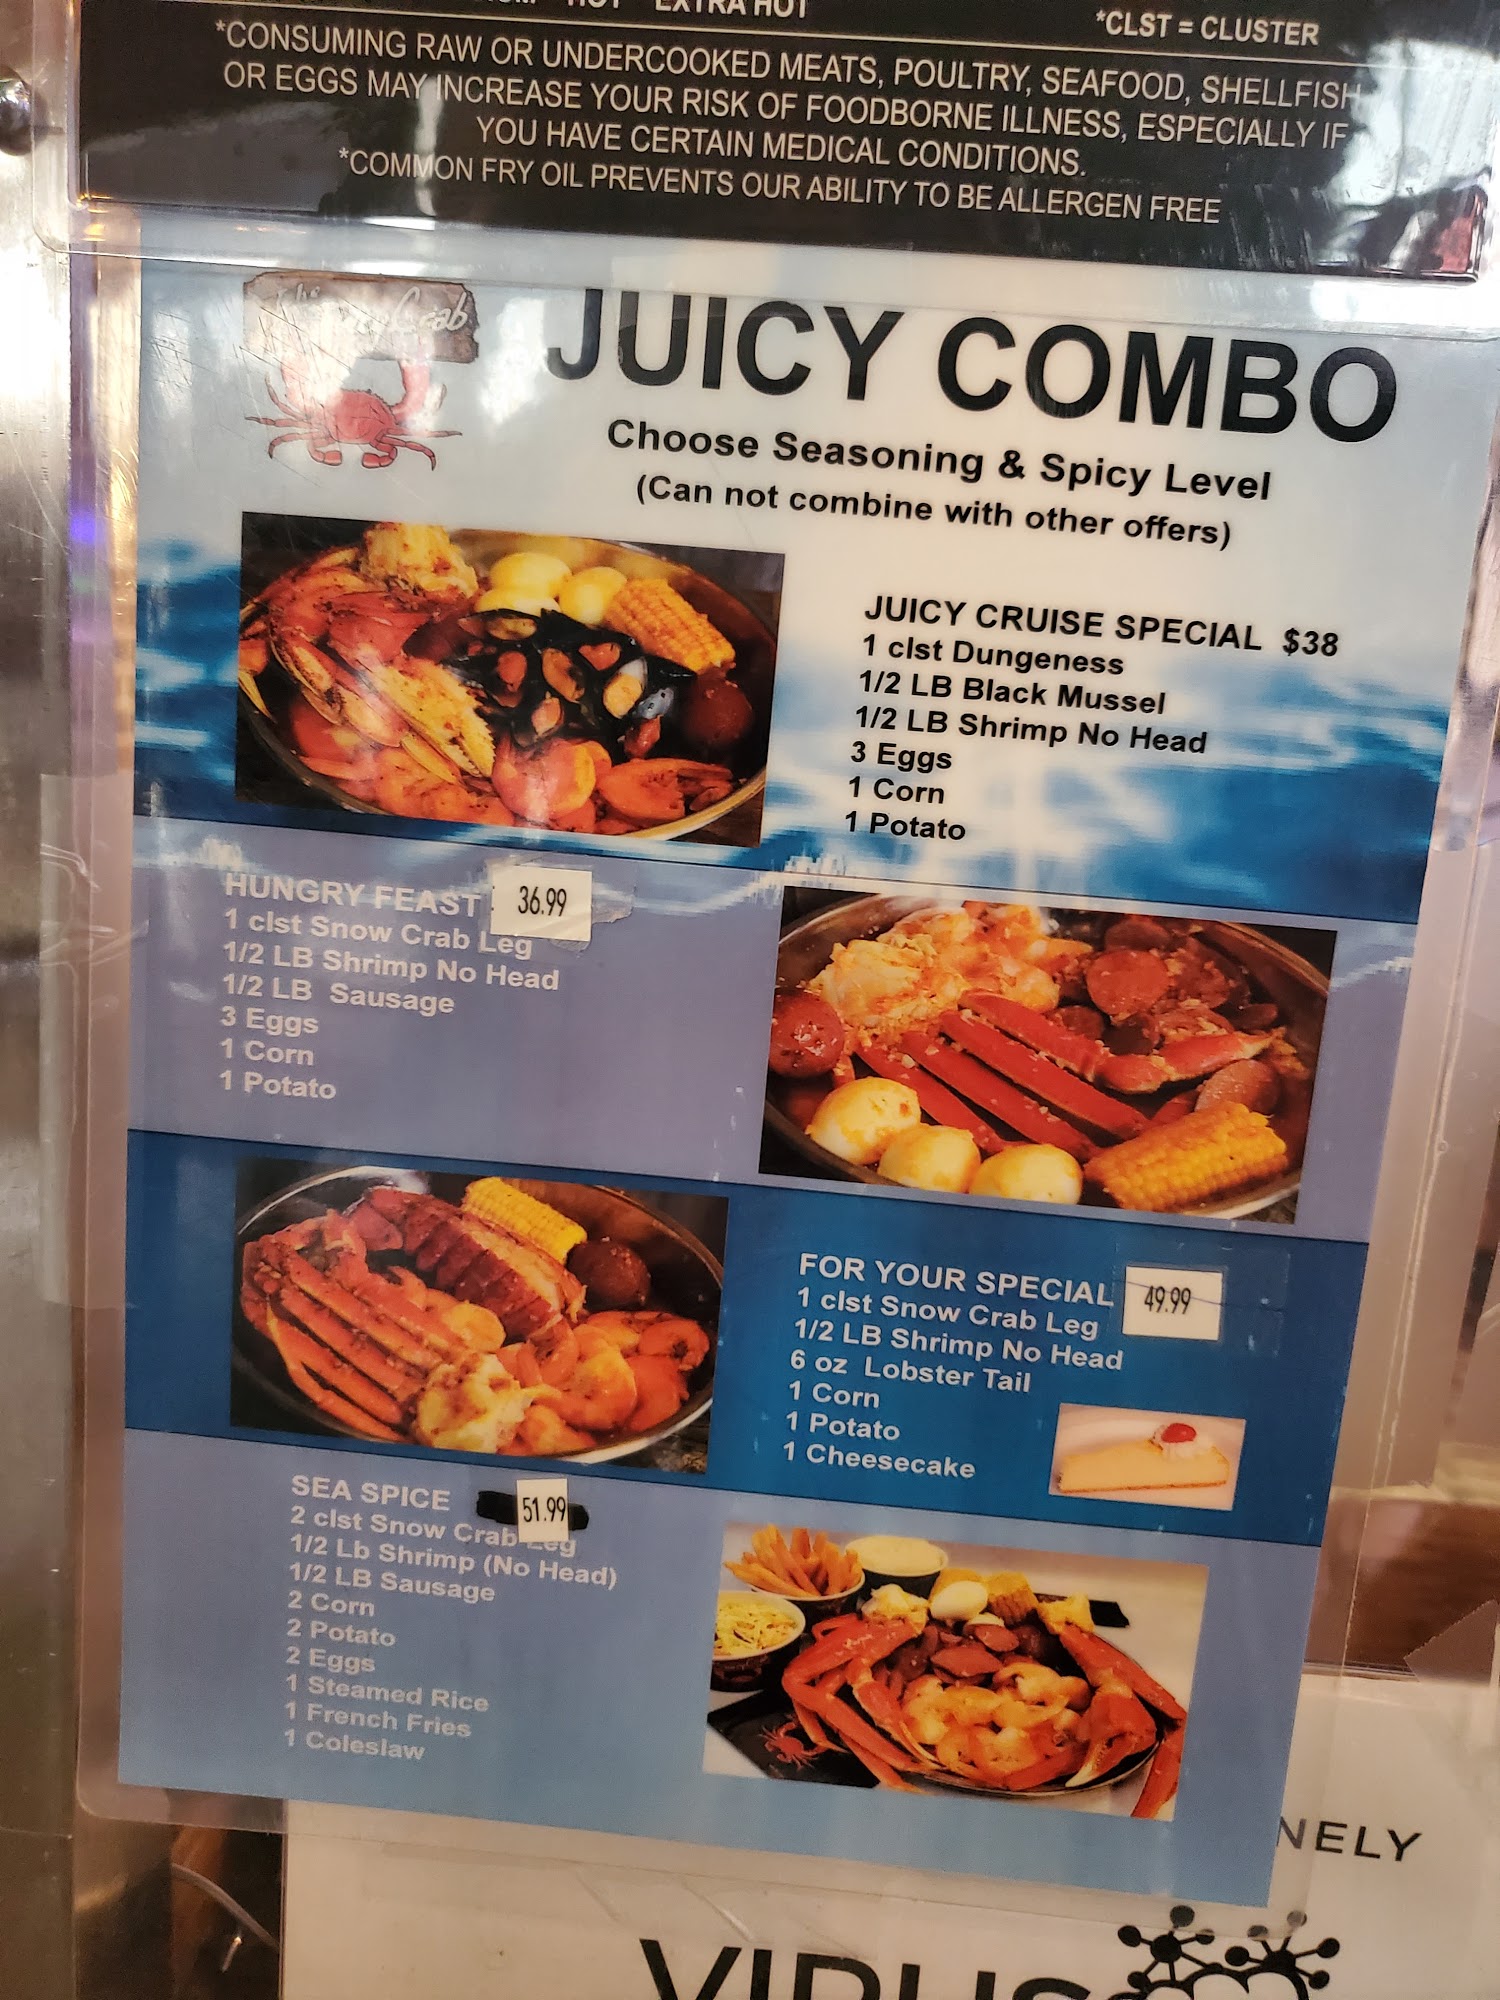 HOT EXTRA HOT
*CLST = CLUSTER
*CONSUMING RAW OR UNDERCOOKED MEATS, POULTRY, SEAFOOD, SHELLFISH
OR EGGS MAY INCREASE YOUR RISK OF FOODBORNE ILLNESS, ESPECIALLY IF
YOU HAVE CERTAIN MEDICAL CONDITIONS.
*COMMON FRY OIL PREVENTS OUR ABILITY TO BE ALLERGEN FREE
Crab
JUICY COMBO
Choose Seasoning & Spicy Level
(Can not combine with other offers)
JUICY CRUISE SPECIAL $38
1 clst Dungeness
1/2 LB Black Mussel
1/2 LB Shrimp No Head
3 Eggs
1 Corn
1 Potato
HUNGRY FEAST 36.99
1 clst Snow Crab Leg
1/2 LB Shrimp No Head
1/2 LB Sausage
3 Eggs
1 Corn
1 Potato
FOR YOUR SPECIAL 49.99
1 clst Snow Crab Leg
1/2 LB Shrimp No Head
6 oz Lobster Tail
1 Corn
1 Potato
1 Cheesecake
SEA SPICE 51.99
2 clst Snow Crab Leg
1/2 Lb Shrimp (No Head)
1/2 LB Sausage
2 Corn
2 Potato
2 Eggs
1 Steamed Rice
1 French Fries
1 Coleslaw
NELY
VIRUS